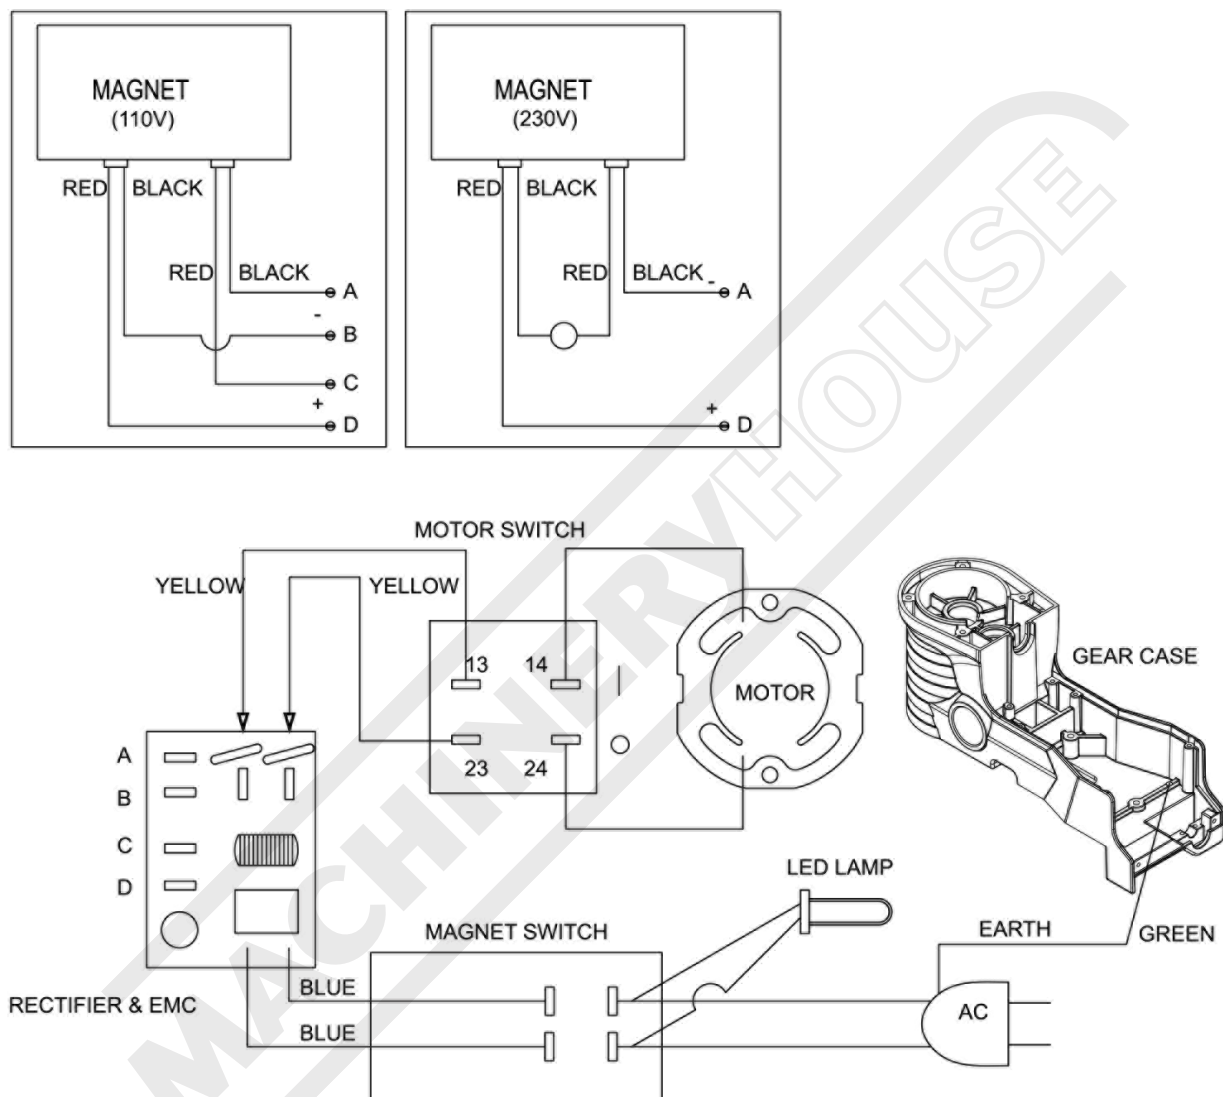 MAGNET
(110V)
RED BLACK
RED BLACK
A
-
B
C
+
D
MAGNET
(230V)
RED BLACK
RED BLACK
-
A
+
D
MOTOR SWITCH
YELLOW YELLOW
13 14
23 24
MOTOR
GEAR CASE
A
B
C
D
RECTIFIER & EMC
BLUE
BLUE
MAGNET SWITCH
LED LAMP
EARTH
GREEN
AC
MACHINERYHOUSE